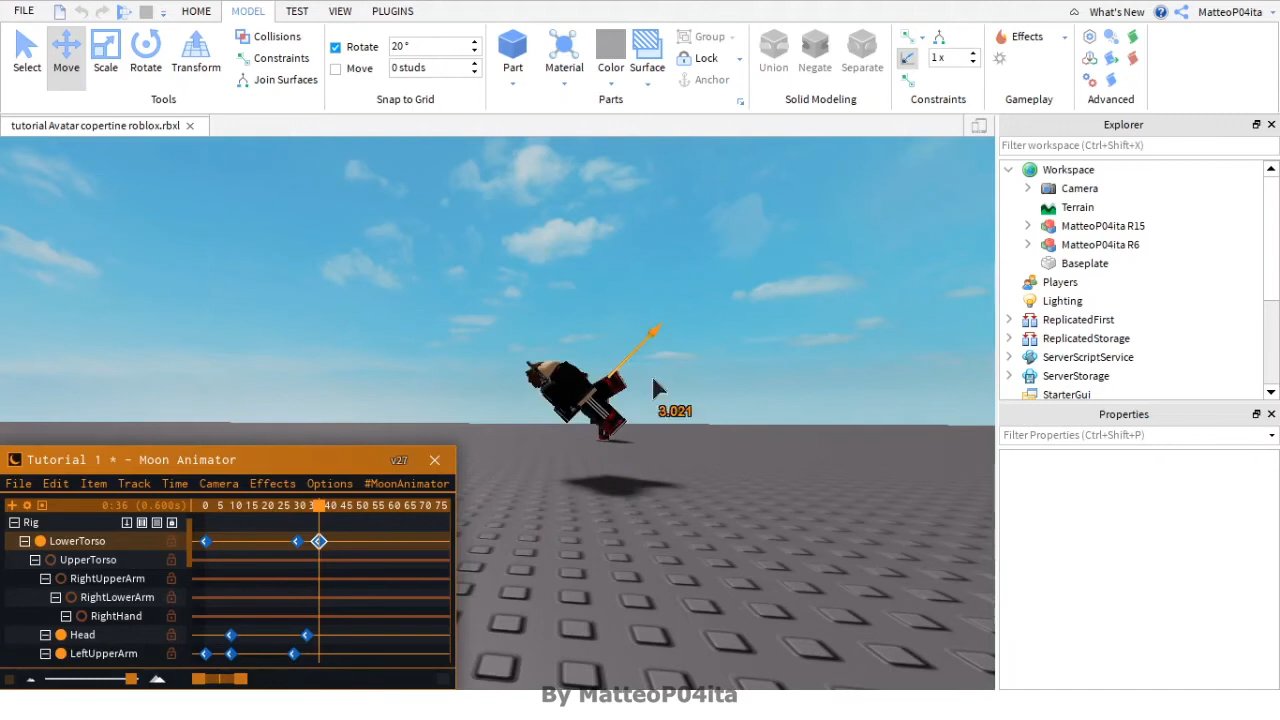 FILE HOME MODEL TEST VIEW PLUGINS What's New MatteoP04ita
Select Move Scale Rotate Transform
Collisions
Constraints
Join Surfaces
Tools
Rotate 20°
Move 0 stud
Snap to Grid
Part Material Color Surface
Group
Lock
Anchor
Parts
Union Negate Separate
Solid Modeling
1 x
Constraints
Effects
Gameplay
Advanced
tutorial Avatar copertine roblox.rbxl
Explorer
Filter workspace (Ctrl+Shift+X)
Workspace
Camera
Terrain
MatteoP04ita R15
MatteoP04ita R6
Baseplate
Players
Lighting
ReplicatedFirst
ReplicatedStorage
ServerScriptService
ServerStorage
StarterGui
Properties
Filter Properties (Ctrl+Shift+P)
3.021
Tutorial 1 * - Moon Animator v27
File Edit Item Track Time Camera Effects Options #MoonAnimator
0:36 (0.600s) 0 5 10 15 20 25 30 40 45 50 55 60 65 70 75
Rig
LowerTorso
UpperTorso
RightUpperArm
RightLowerArm
RightHand
Head
LeftUpperArm
By MatteoP04ita